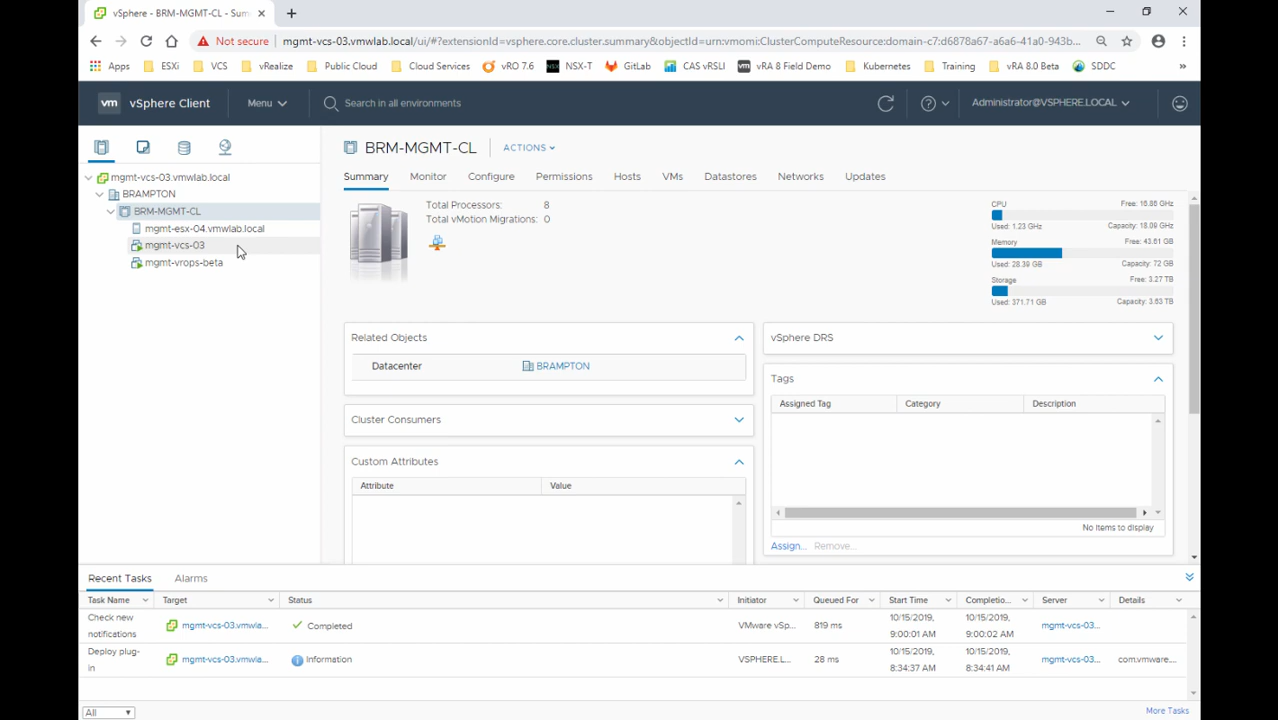 vSphere - BRM-MGMT-CL - Sum
Not secure | mgmt-vcs-03.vmwlab.local/ui/#?extensionId=vsphere.core.cluster.summary&objectId=urn:vmomi:ClusterComputeResource:domain-c7:d6878a67-a6a6-41a0-943b...
Apps ESXi VCS vRealize Public Cloud Cloud Services vRO 7.6 NSX-T GitLab CAS vRSLI vRA 8 Field Demo Kubernetes Training vRA 8.0 Beta SDDC »
vm vSphere Client Menu Search in all environments Administrator@VSPHERE.LOCAL
mgmt-vcs-03.vmwlab.local
BRAMPTON
BRM-MGMT-CL
mgmt-esx-04.vmwlab.local
mgmt-vcs-03
mgmt-vrops-beta
BRM-MGMT-CL ACTIONS
Summary Monitor Configure Permissions Hosts VMs Datastores Networks Updates
Total Processors: 8
Total vMotion Migrations: 0
CPU Free: 16.86 GHz
Used: 1.23 GHz Capacity: 18.09 GHz
Memory Free: 43.61 GB
Used: 28.39 GB Capacity: 72 GB
Storage Free: 3.27 TB
Used: 371.71 GB Capacity: 3.63 TB
Related Objects
Datacenter BRAMPTON
Cluster Consumers
Custom Attributes
Attribute Value
vSphere DRS
Tags
Assigned Tag Category Description
No items to display
Assign... Remove...
Recent Tasks Alarms
Task Name Target Status Initiator Queued For Start Time Completio... Server Details
Check new notifications mgmt-vcs-03.vmwla... Completed VMware vSp... 819 ms 10/15/2019, 9:00:01 AM 10/15/2019, 9:00:02 AM mgmt-vcs-03...
Deploy plug-in mgmt-vcs-03.vmwla... Information VSPHERE.L... 28 ms 10/15/2019, 8:34:37 AM 10/15/2019, 8:34:41 AM mgmt-vcs-03... com.vmware....
All More Tasks